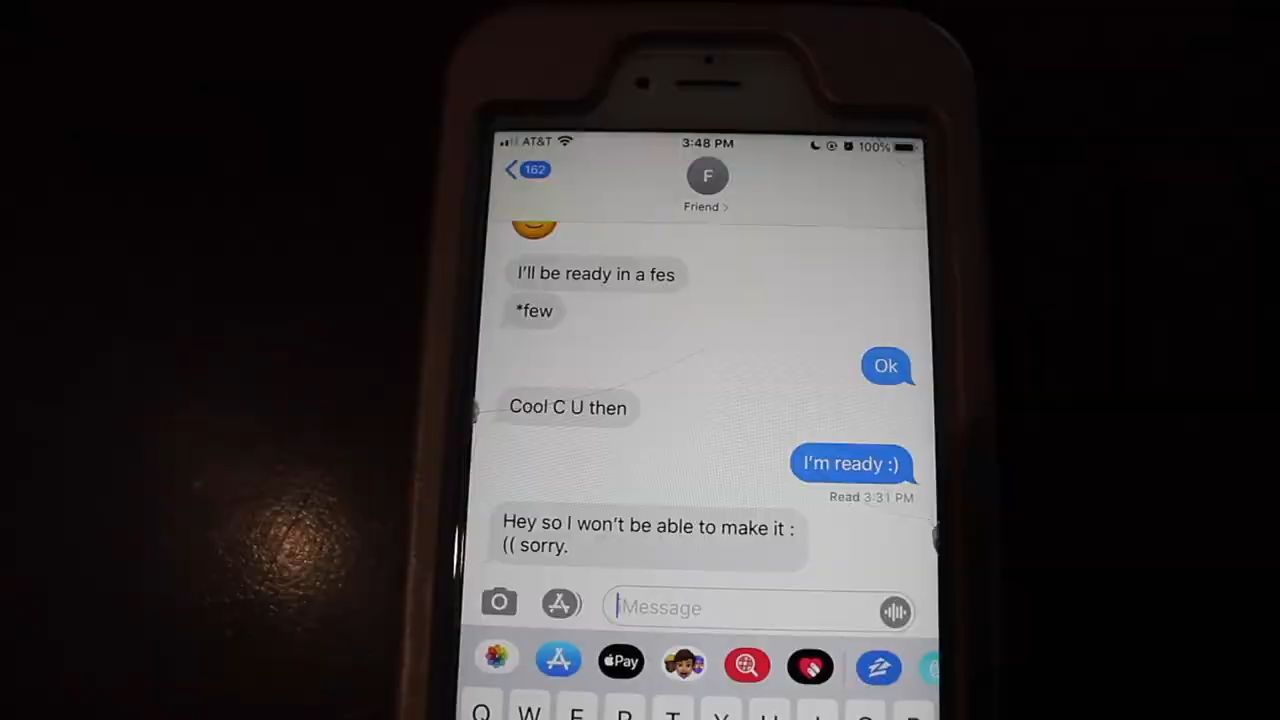 AT&T 3:48 PM 100%
162
F
Friend >
I'll be ready in a fes
*few
Ok
Cool C U then
I'm ready :)
Read 3:31 PM
Hey so I won't be able to make it :
(( sorry.
iMessage
Pay
Q W E R T Y U I O P